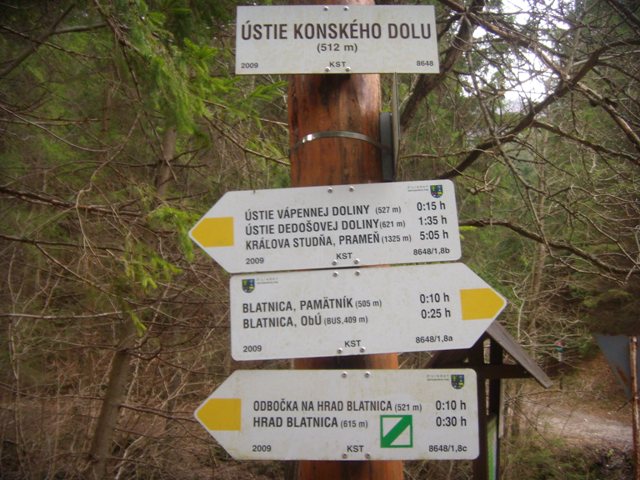 ÚSTIE KONSKÉHO DOLU
(512 m)
2009 KST 8648
ÚSTIE VÁPENNEJ DOLINY (527 m) 0:15 h
ÚSTIE DEDOŠOVEJ DOLINY (621 m) 1:35 h
KRÁĽOVA STUDŇA, PRAMEŇ (1325 m) 5:05 h
2009 KST 8648/1,8b
BLATNICA, PAMÄTNÍK (505 m) 0:10 h
BLATNICA, ObÚ (BUS, 409 m) 0:25 h
2009 KST 8648/1,8a
ODBOČKA NA HRAD BLATNICA (521 m) 0:10 h
HRAD BLATNICA (615 m) 0:30 h
2009 KST 8648/1,8c